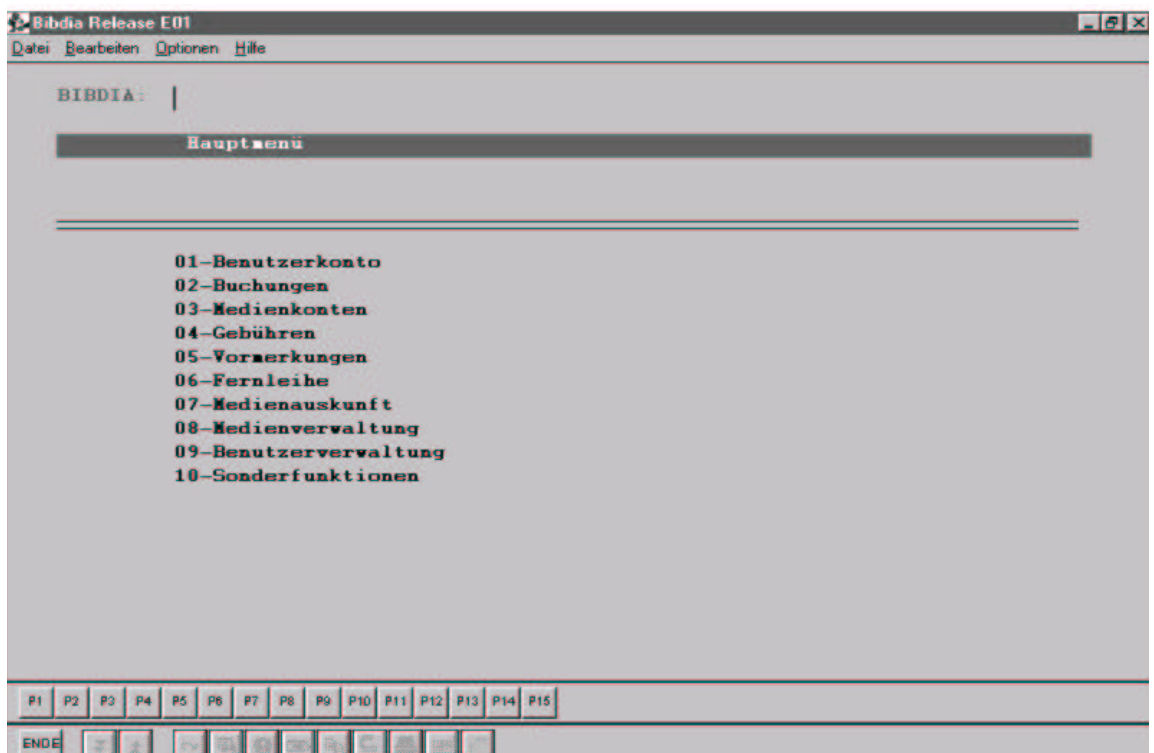 Bibdia Release E01
Datei Bearbeiten Optionen Hilfe
BIBDIA:
Hauptmenü
01-Benutzerkonto
02-Buchungen
03-Medienkonten
04-Gebühren
05-Vormerkungen
06-Fernleihe
07-Medienauskunft
08-Medienverwaltung
09-Benutzerverwaltung
10-Sonderfunktionen
P1 P2 P3 P4 P5 P6 P7 P8 P9 P10 P11 P12 P13 P14 P15
ENDE